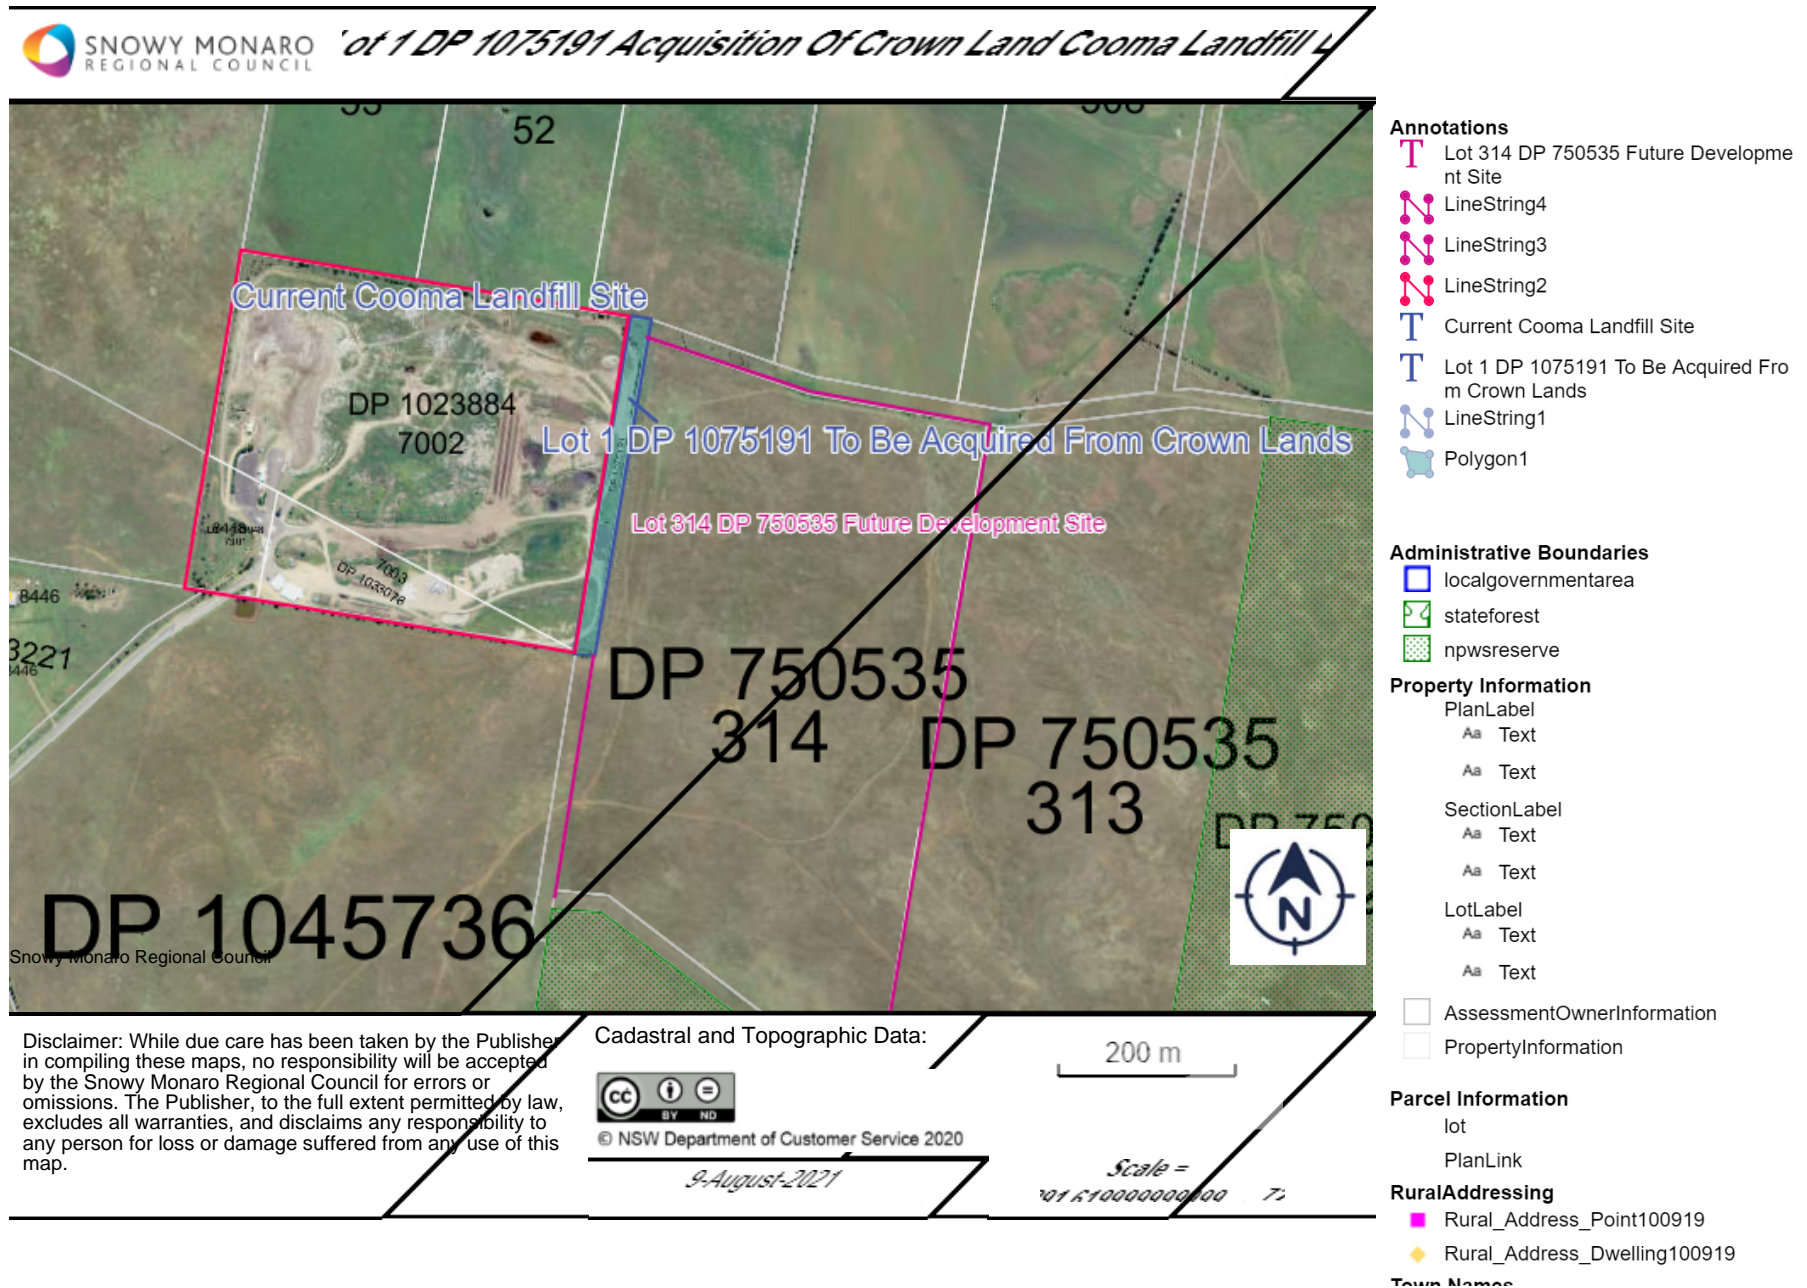 SNOWY MONARO
REGIONAL COUNCIL
ot 1 DP 1075191 Acquisition Of Crown Land Cooma Landfill
52
Current Cooma Landfill Site
DP 1023884
7002
Lot 1 DP 1075191 To Be Acquired From Crown Lands
Lot 314 DP 750535 Future Development Site
7003
DP 1033078
8446
3221
8446
DP 750535
314
DP 750535
313
DP 750
DP 1045736
Snowy Monaro Regional Council
N
Disclaimer: While due care has been taken by the Publisher
in compiling these maps, no responsibility will be accepted
by the Snowy Monaro Regional Council for errors or
omissions. The Publisher, to the full extent permitted by law,
excludes all warranties, and disclaims any responsibility to
any person for loss or damage suffered from any use of this
map.
Cadastral and Topographic Data:
cc BY ND
© NSW Department of Customer Service 2020
9-August-2021
200 m
Scale =
Annotations
T Lot 314 DP 750535 Future Developme
nt Site
LineString4
LineString3
LineString2
T Current Cooma Landfill Site
T Lot 1 DP 1075191 To Be Acquired Fro
m Crown Lands
LineString1
Polygon1
Administrative Boundaries
localgovernmentarea
stateforest
npwsreserve
Property Information
PlanLabel
Aa Text
Aa Text
SectionLabel
Aa Text
Aa Text
LotLabel
Aa Text
Aa Text
AssessmentOwnerInformation
PropertyInformation
Parcel Information
lot
PlanLink
RuralAddressing
Rural_Address_Point100919
Rural_Address_Dwelling100919
Town Names